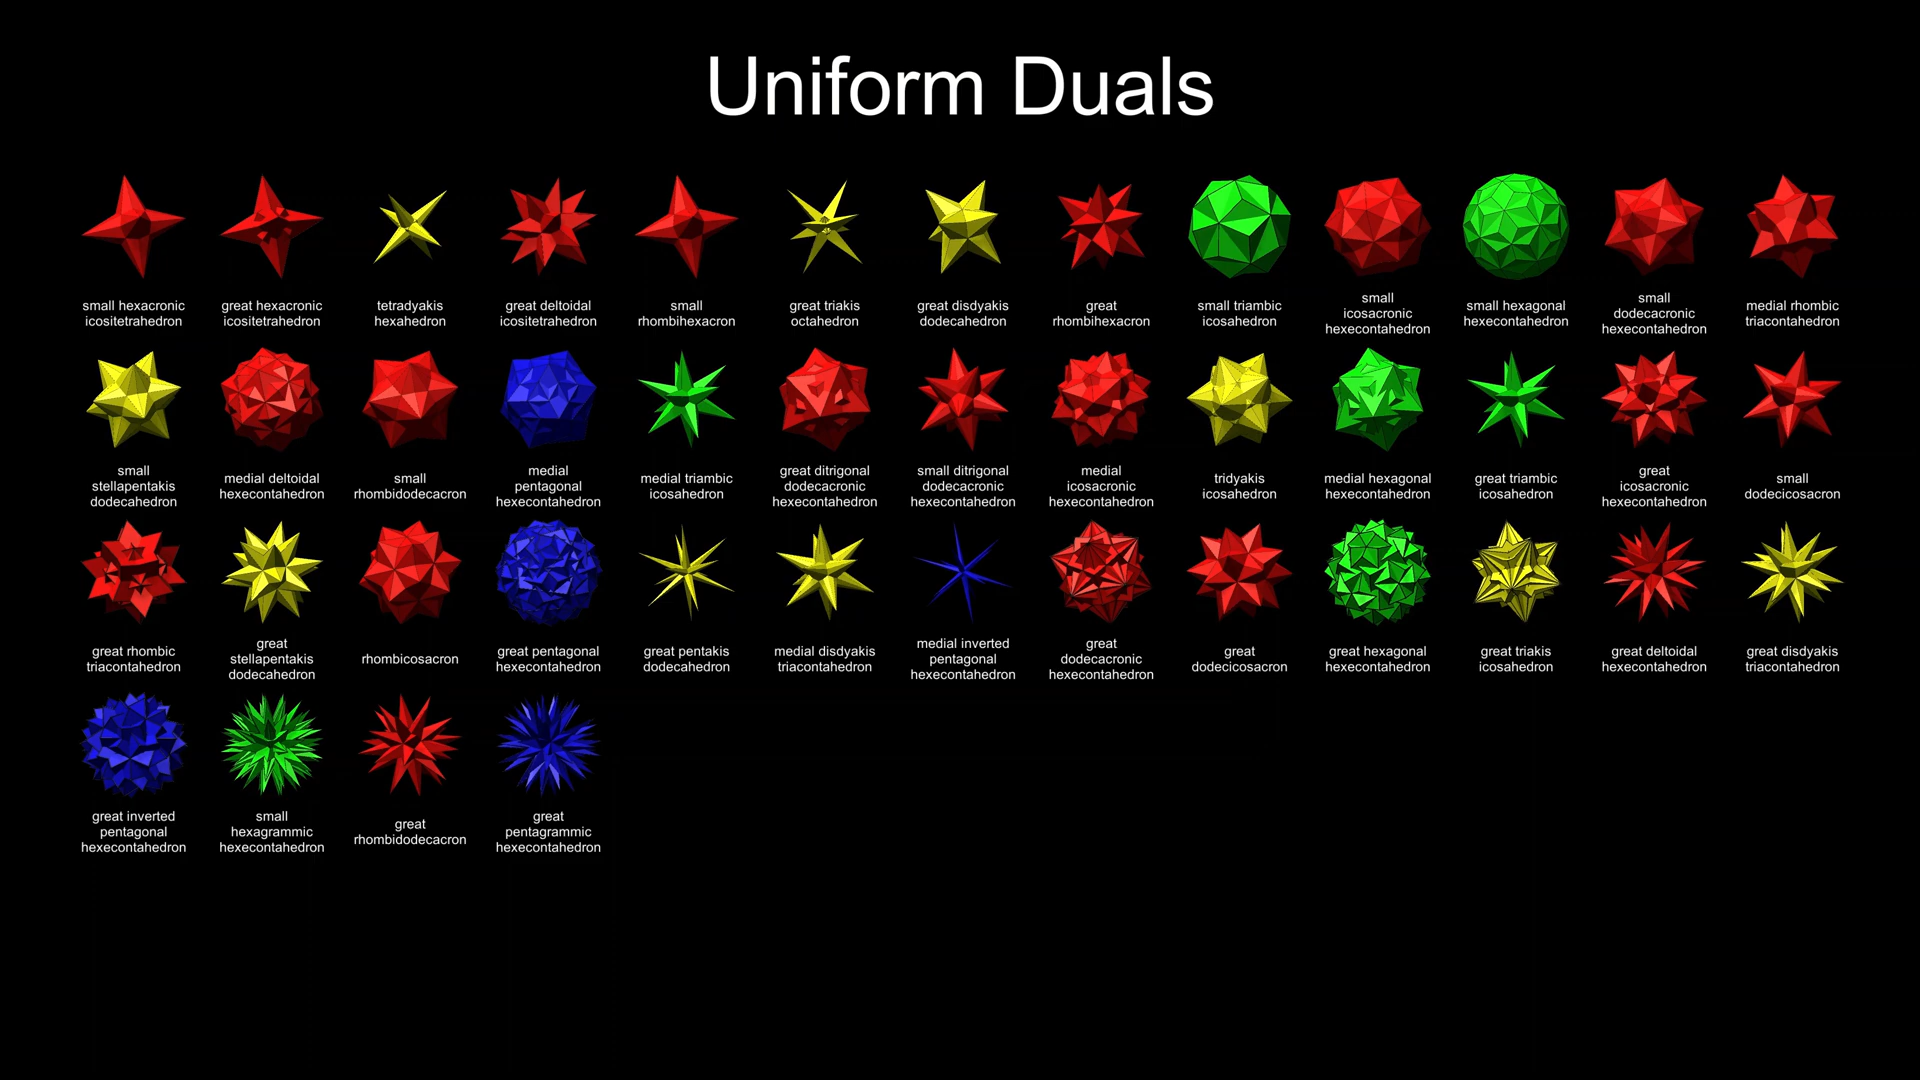 Uniform Duals
small hexacronic
icositetrahedron
great hexacronic
icositetrahedron
tetradyakis
hexahedron
great deltoidal
icositetrahedron
small
rhombihexacron
great triakis
octahedron
great disdyakis
dodecahedron
great
rhombihexacron
small triambic
icosahedron
small
icosacronic
hexecontahedron
small hexagonal
hexecontahedron
small
dodecacronic
hexecontahedron
medial rhombic
triacontahedron
small
stellapentakis
dodecahedron
medial deltoidal
hexecontahedron
small
rhombidodecacron
medial
pentagonal
hexecontahedron
medial triambic
icosahedron
great ditrigonal
dodecacronic
hexecontahedron
small ditrigonal
dodecacronic
hexecontahedron
medial
icosacronic
hexecontahedron
tridyakis
icosahedron
medial hexagonal
hexecontahedron
great triambic
icosahedron
great
icosacronic
hexecontahedron
small
dodecicosacron
great rhombic
triacontahedron
great
stellapentakis
dodecahedron
rhombicosacron
great pentagonal
hexecontahedron
great pentakis
dodecahedron
medial disdyakis
triacontahedron
medial inverted
pentagonal
hexecontahedron
great
dodecacronic
hexecontahedron
great
dodecicosacron
great hexagonal
hexecontahedron
great triakis
icosahedron
great deltoidal
hexecontahedron
great disdyakis
triacontahedron
great inverted
pentagonal
hexecontahedron
small
hexagrammic
hexecontahedron
great
rhombidodecacron
great
pentagrammic
hexecontahedron